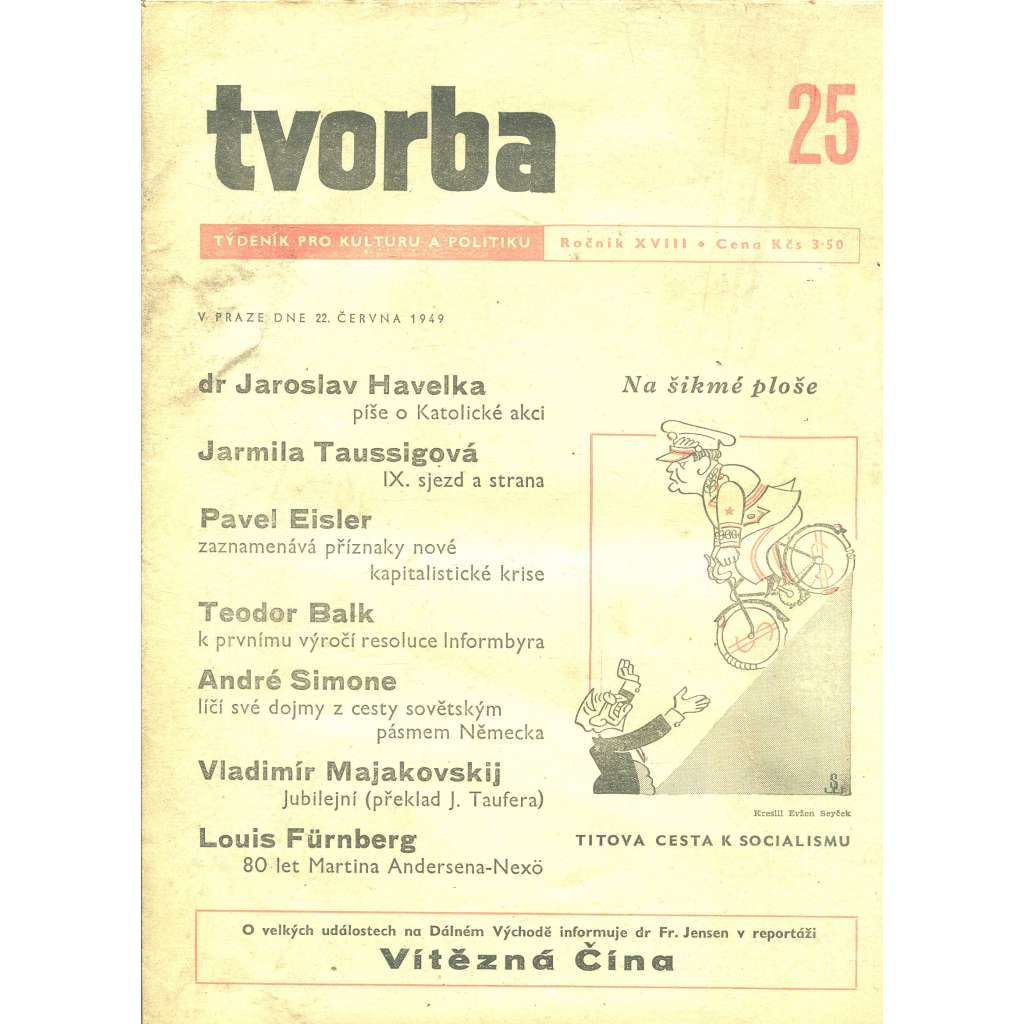 tvorba
25
TÝDENÍK PRO KULTURU A POLITIKU
Ročník XVIII • Cena Kčs 3·50
V PRAZE DNE 22. ČERVNA 1949
dr Jaroslav Havelka
píše o Katolické akci
Jarmila Taussigová
IX. sjezd a strana
Pavel Eisler
zaznamenává příznaky nové
kapitalistické krise
Teodor Balk
k prvnímu výročí resoluce Informbyra
André Simone
líčí své dojmy z cesty sovětským
pásmem Německa
Vladimír Majakovskij
Jubilejní (překlad J. Taufera)
Louis Fürnberg
80 let Martina Andersena-Nexö
Na šikmé ploše
$
$
Kreslil Evžen Seyček
TITOVA CESTA K SOCIALISMU
O velkých událostech na Dálném Východě informuje dr Fr. Jensen v reportáži
Vítězná Čína